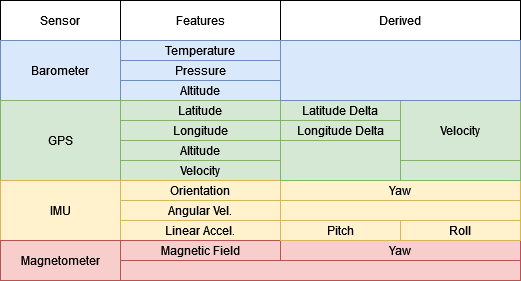 Sensor Features Derived
Temperature
Barometer Pressure
Altitude
Latitude Latitude Delta
Longitude Longitude Delta Velocity
GPS
Altitude
Velocity
Orientation Yaw
IMU Angular Vel.
Linear Accel. Pitch Roll
Magnetic Field Yaw
Magnetometer